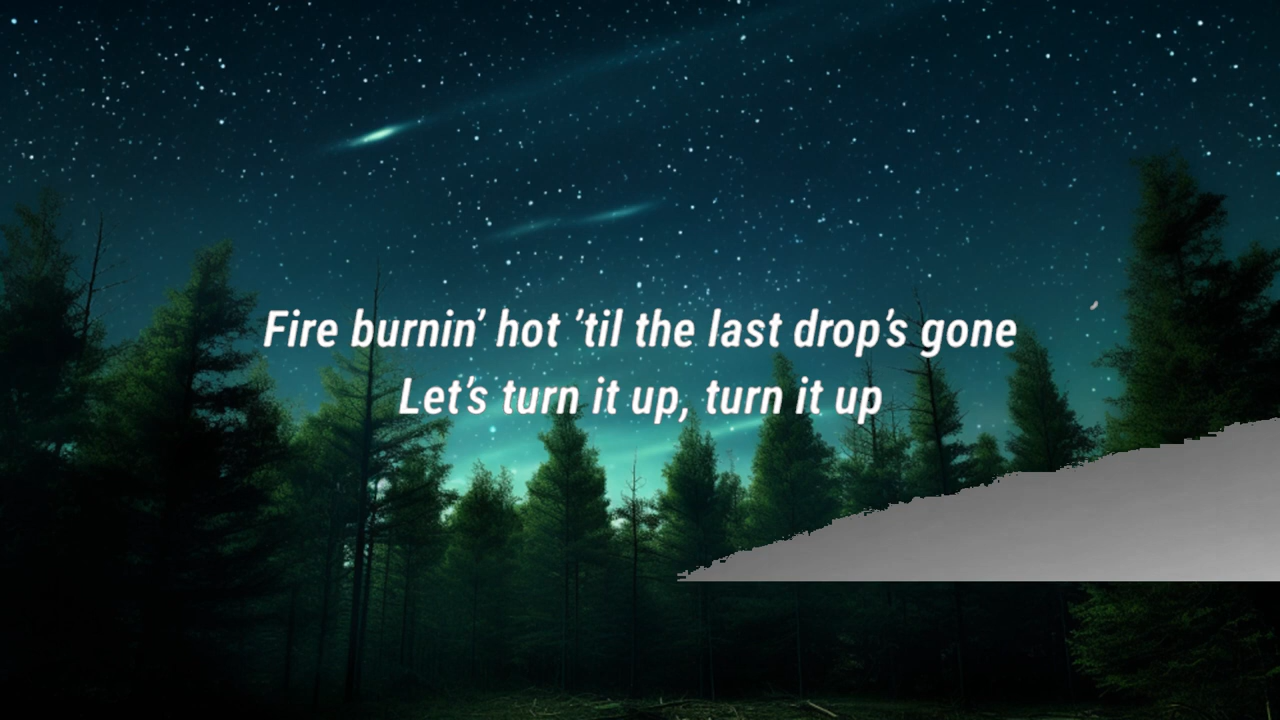 Fire burnin’ hot ’til the last drop’s gone
Let’s turn it up, turn it up